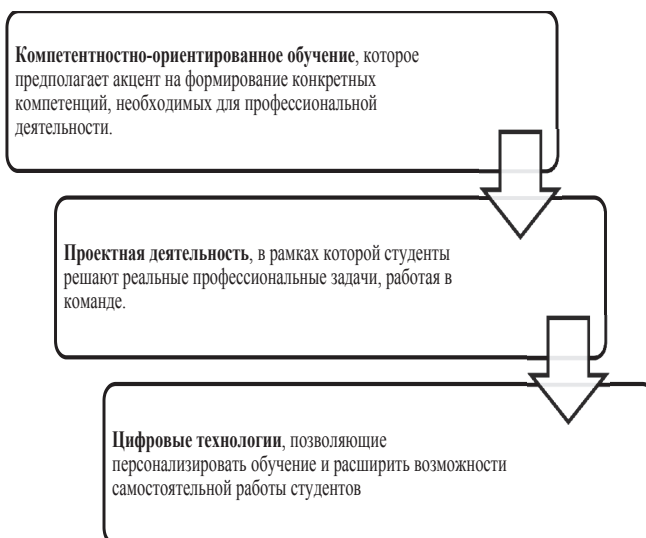 Компетентностно-ориентированное обучение, которое
предполагает акцент на формирование конкретных
компетенций, необходимых для профессиональной
деятельности.
Проектная деятельность, в рамках которой студенты
решают реальные профессиональные задачи, работая в
команде.
Цифровые технологии, позволяющие
персонализировать обучение и расширить возможности
самостоятельной работы студентов